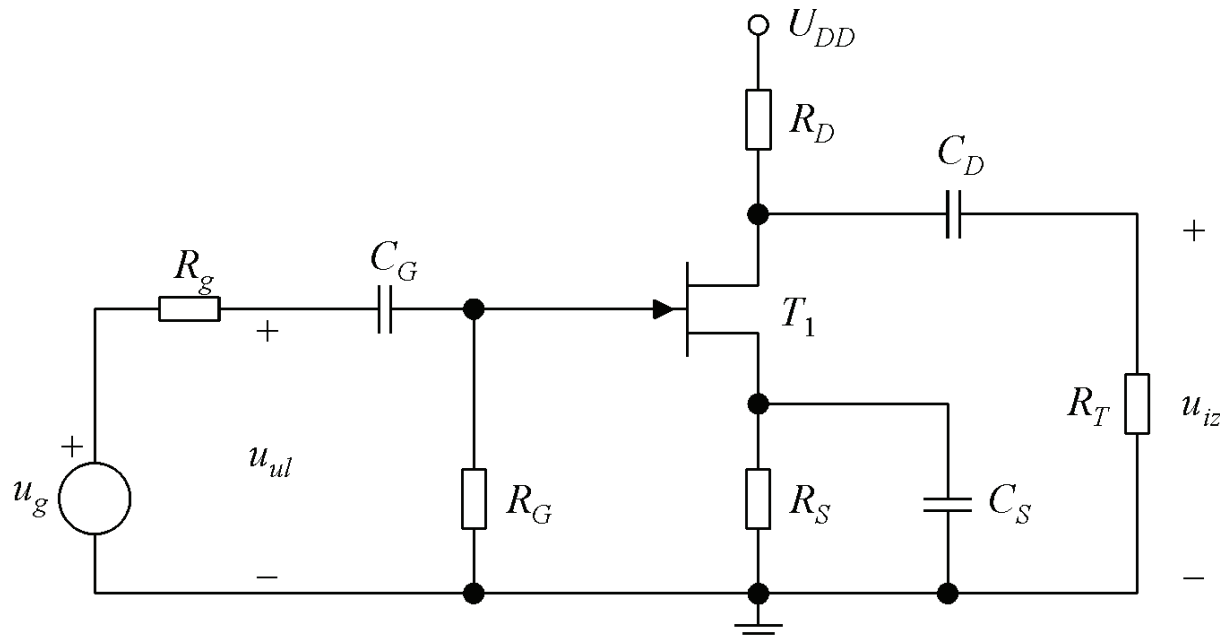 U_DD
R_D
C_D
+
C_G
R_g
+
T_1
+
R_T
u_iz
u_ul
u_g
R_G
R_S
C_S
−
−